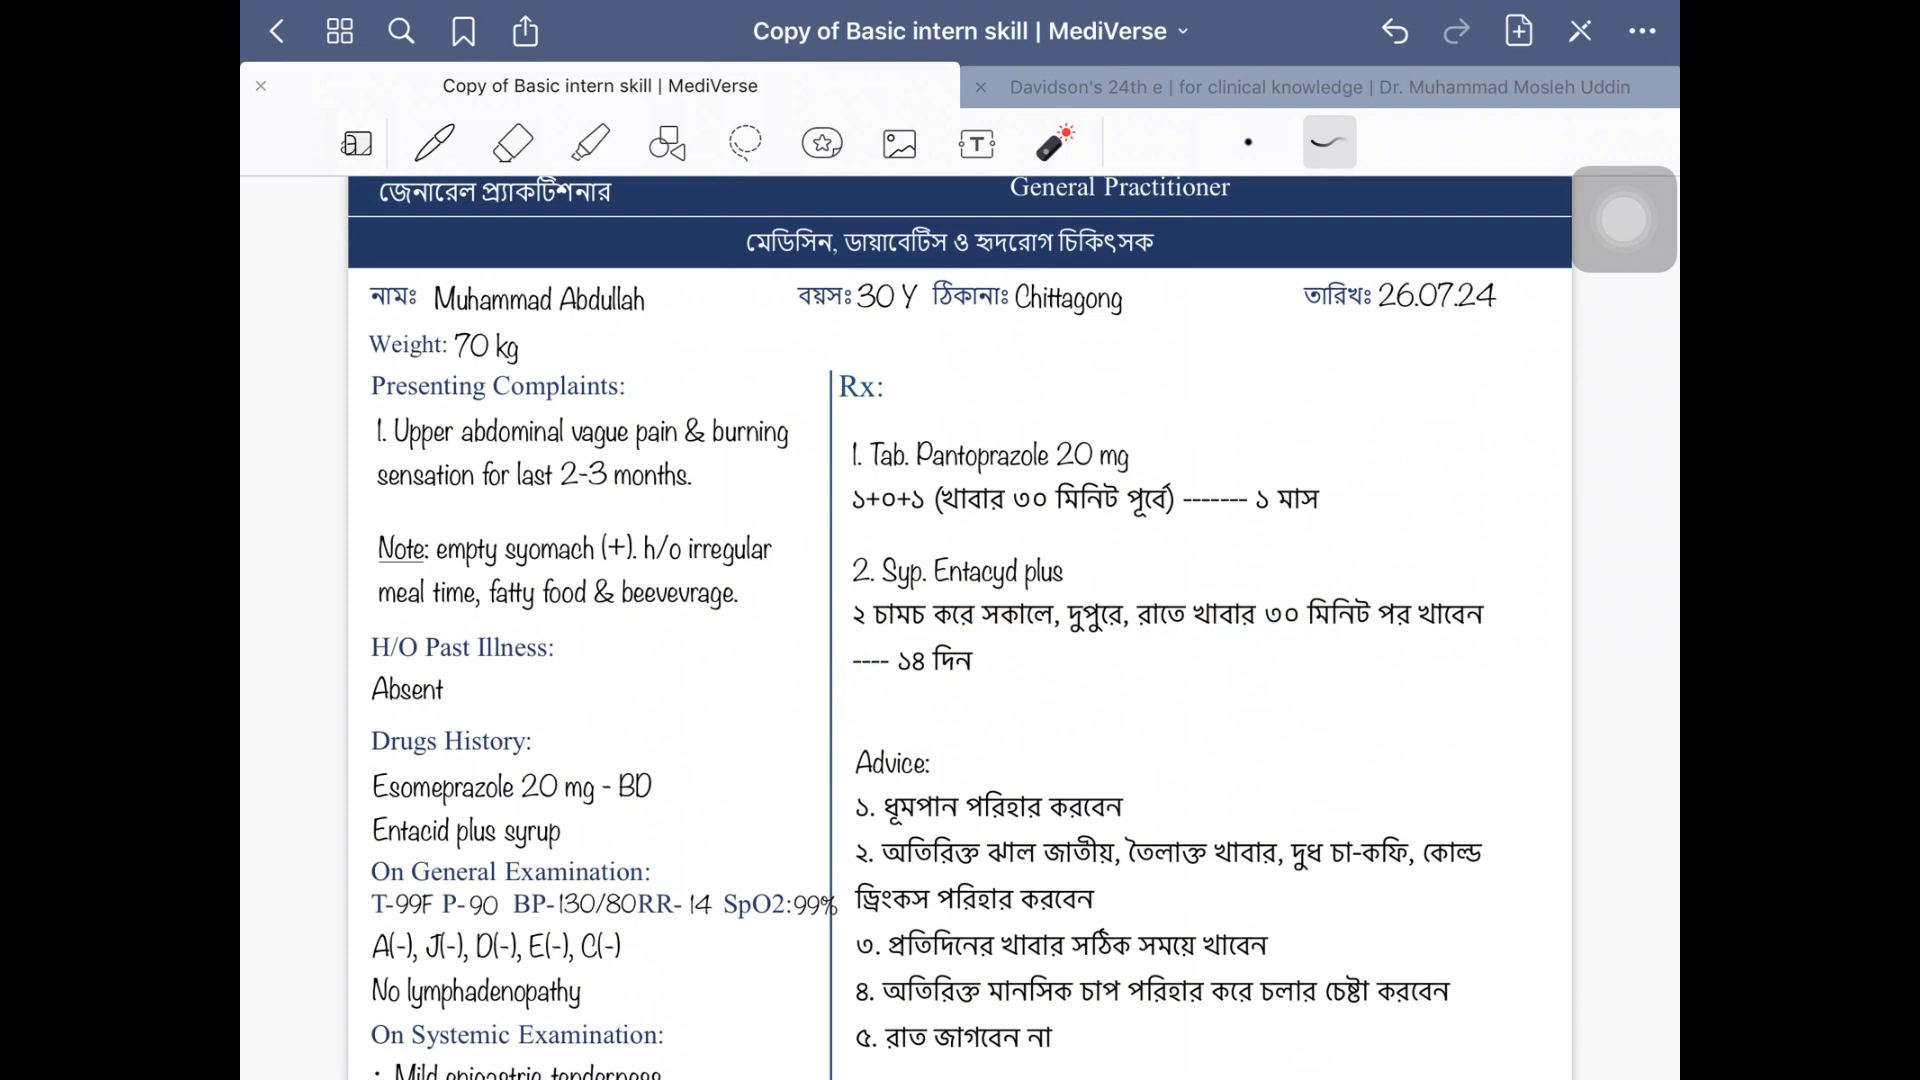 Copy of Basic intern skill | MediVerse
Copy of Basic intern skill | MediVerse
Davidson's 24th e | for clinical knowledge | Dr. Muhammad Mosleh Uddin
জেনারেল প্র্যাকটিশনার
General Practitioner
মেডিসিন, ডায়াবেটিস ও হৃদরোগ চিকিৎসক
নামঃ Muhammad Abdullah বয়সঃ 30 Y ঠিকানাঃ Chittagong তারিখঃ 26.07.24
Weight: 70 kg
Presenting Complaints:
1. Upper abdominal vague pain & burning
sensation for last 2-3 months.
Note: empty syomach (+). h/o irregular
meal time, fatty food & beevevrage.
H/O Past Illness:
Absent
Drugs History:
Esomeprazole 20 mg - BD
Entacid plus syrup
On General Examination:
T-99F P-90 BP-130/80 RR-14 SpO2:99%
A(-), J(-), D(-), E(-), C(-)
No lymphadenopathy
On Systemic Examination:
: Mild epigastric tenderness
Rx:
1. Tab. Pantoprazole 20 mg
১+০+১ (খাবার ৩০ মিনিট পূর্বে) ------- ১ মাস
2. Syp. Entacyd plus
২ চামচ করে সকালে, দুপুরে, রাতে খাবার ৩০ মিনিট পর খাবেন
---- ১৪ দিন
Advice:
১. ধূমপান পরিহার করবেন
২. অতিরিক্ত ঝাল জাতীয়, তৈলাক্ত খাবার, দুধ চা-কফি, কোল্ড
ড্রিংকস পরিহার করবেন
৩. প্রতিদিনের খাবার সঠিক সময়ে খাবেন
৪. অতিরিক্ত মানসিক চাপ পরিহার করে চলার চেষ্টা করবেন
৫. রাত জাগবেন না